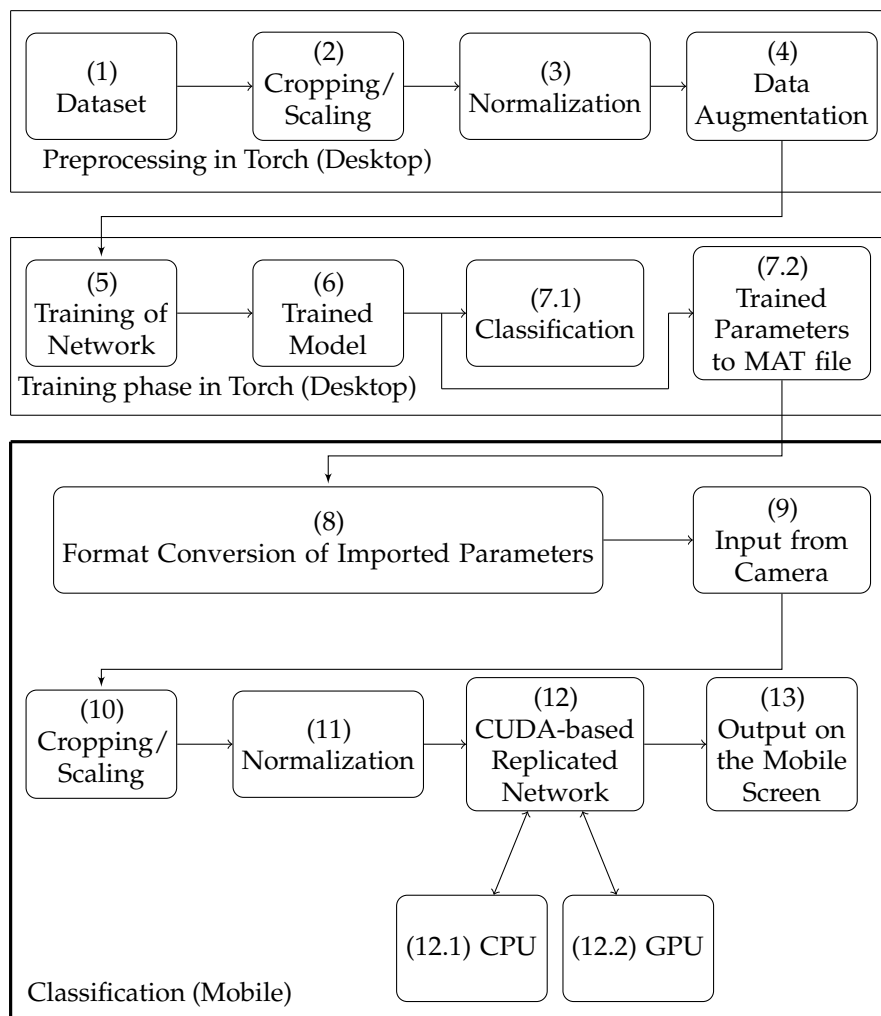 (1)
Dataset
(2)
Cropping/
Scaling
(3)
Normalization
(4)
Data
Augmentation
Preprocessing in Torch (Desktop)
(5)
Training of
Network
(6)
Trained
Model
(7.1)
Classification
(7.2)
Trained
Parameters
to MAT file
Training phase in Torch (Desktop)
(8)
Format Conversion of Imported Parameters
(9)
Input from
Camera
(10)
Cropping/
Scaling
(11)
Normalization
(12)
CUDA-based
Replicated
Network
(13)
Output on
the Mobile
Screen
(12.1) CPU
(12.2) GPU
Classification (Mobile)